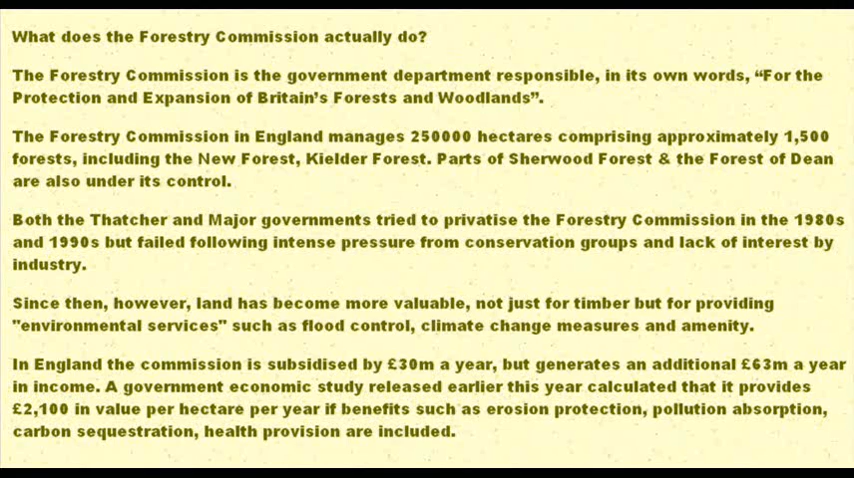 What does the Forestry Commission actually do?
The Forestry Commission is the government department responsible, in its own words, “For the
Protection and Expansion of Britain’s Forests and Woodlands”.
The Forestry Commission in England manages 250000 hectares comprising approximately 1,500
forests, including the New Forest, Kielder Forest. Parts of Sherwood Forest & the Forest of Dean
are also under its control.
Both the Thatcher and Major governments tried to privatise the Forestry Commission in the 1980s
and 1990s but failed following intense pressure from conservation groups and lack of interest by
industry.
Since then, however, land has become more valuable, not just for timber but for providing
"environmental services" such as flood control, climate change measures and amenity.
In England the commission is subsidised by £30m a year, but generates an additional £63m a year
in income. A government economic study released earlier this year calculated that it provides
£2,100 in value per hectare per year if benefits such as erosion protection, pollution absorption,
carbon sequestration, health provision are included.